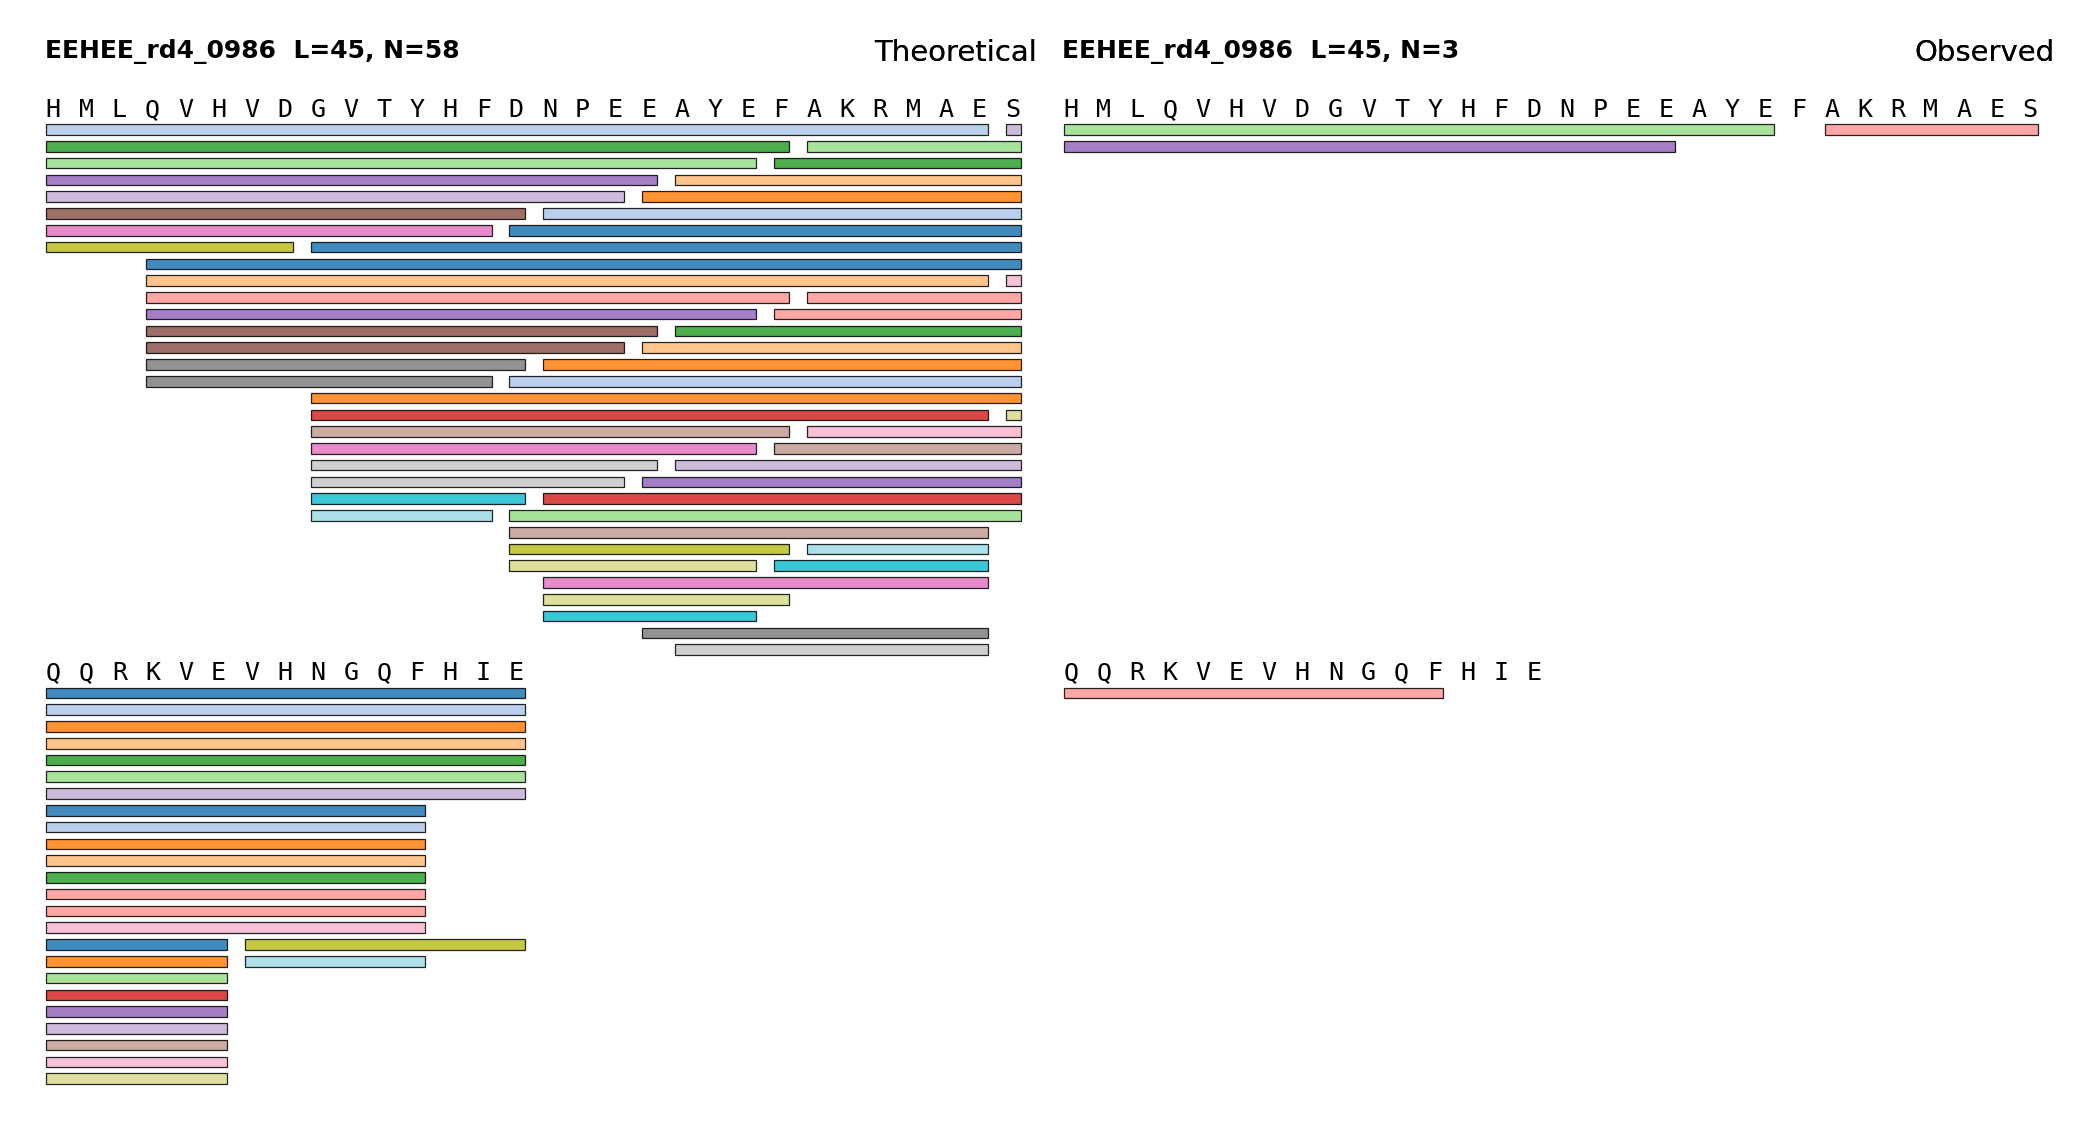 EEHEE_rd4_0986 L=45, N=58 Theoretical
EEHEE_rd4_0986 L=45, N=3 Observed
H M L Q V H V D G V T Y H F D N P E E A Y E F A K R M A E S
H M L Q V H V D G V T Y H F D N P E E A Y E F A K R M A E S
Q Q R K V E V H N G Q F H I E
Q Q R K V E V H N G Q F H I E